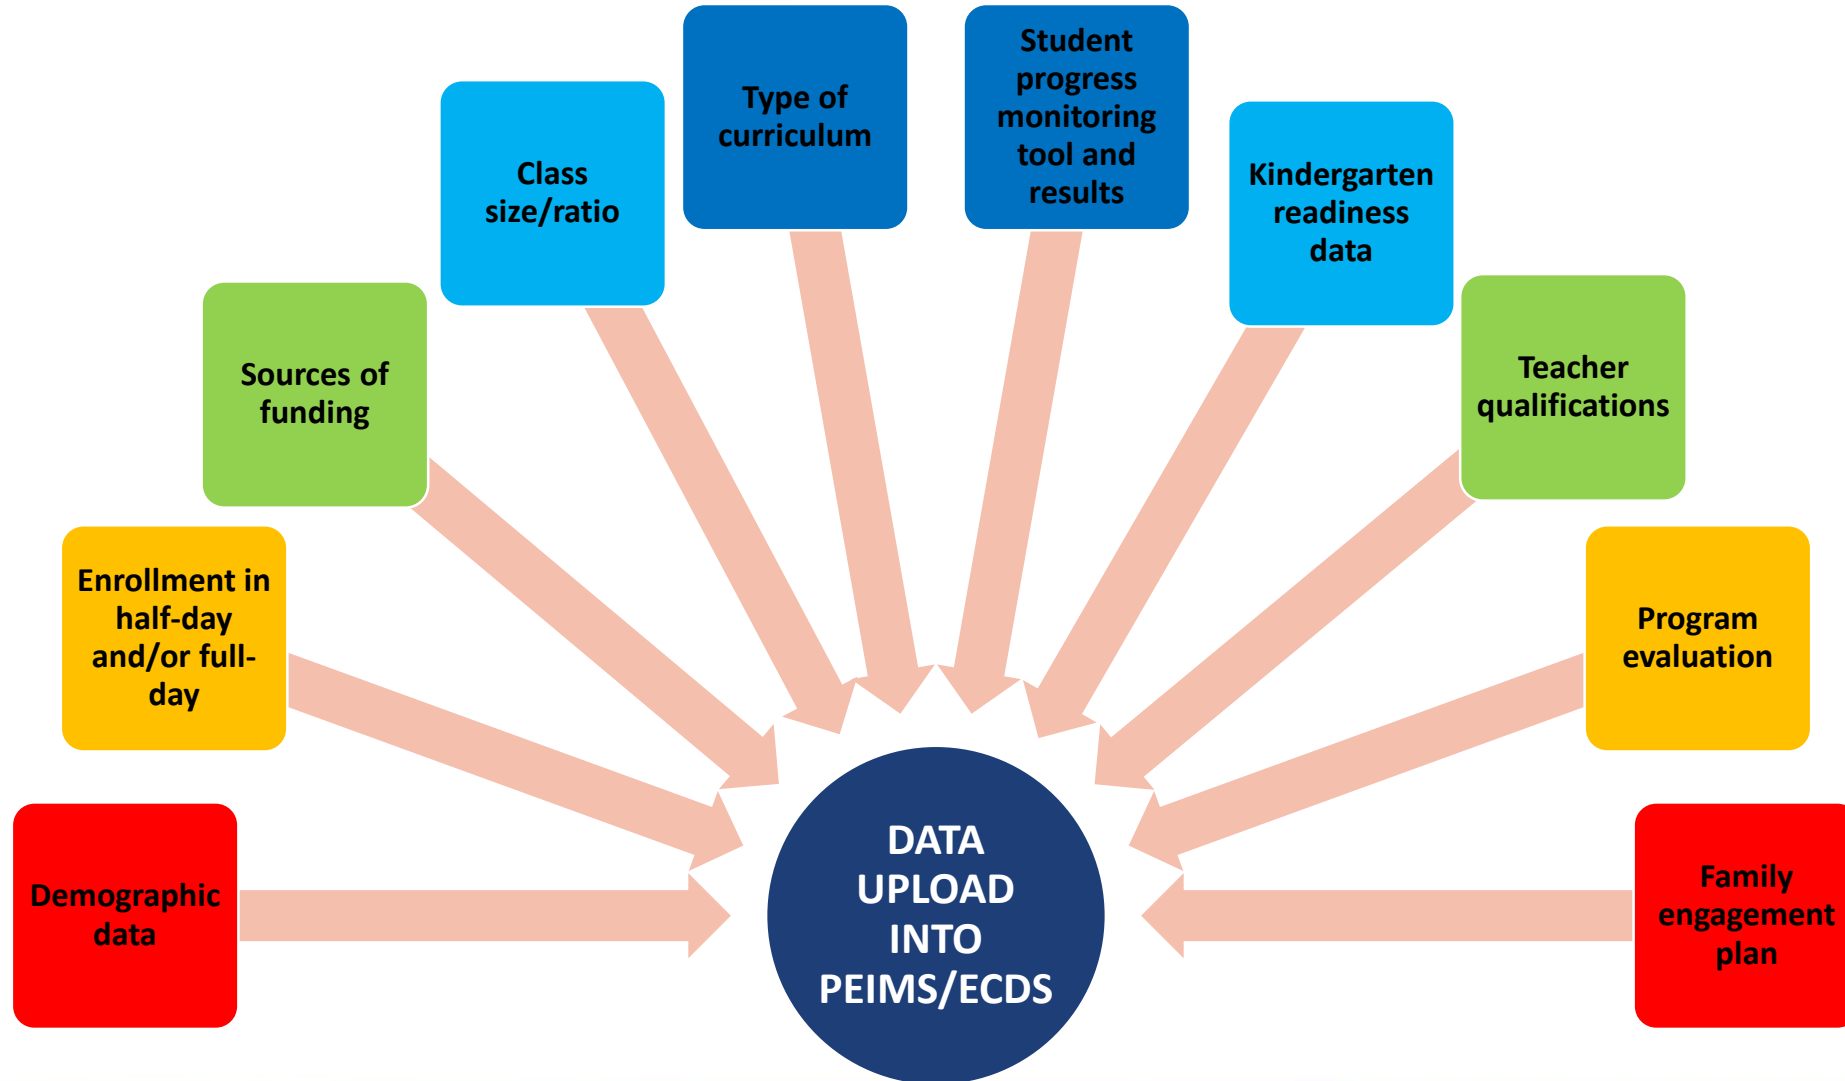 Type of
curriculum
Student
progress
monitoring
tool and
results
Class
size/ratio
Kindergarten
readiness
data
Sources of
funding
Teacher
qualifications
Enrollment in
half-day
and/or full-
day
Program
evaluation
Demographic
data
DATA
UPLOAD
INTO
PEIMS/ECDS
Family
engagement
plan